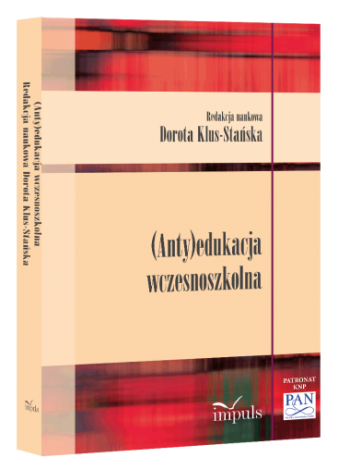 (Anty)edukacja wczesnoszkolna
Redakcja naukowa Dorota Klus-Stańska
Redakcja naukowa
Dorota Klus-Stańska
(Anty)edukacja
wczesnoszkolna
impuls
PATRONAT
KNP
PAN